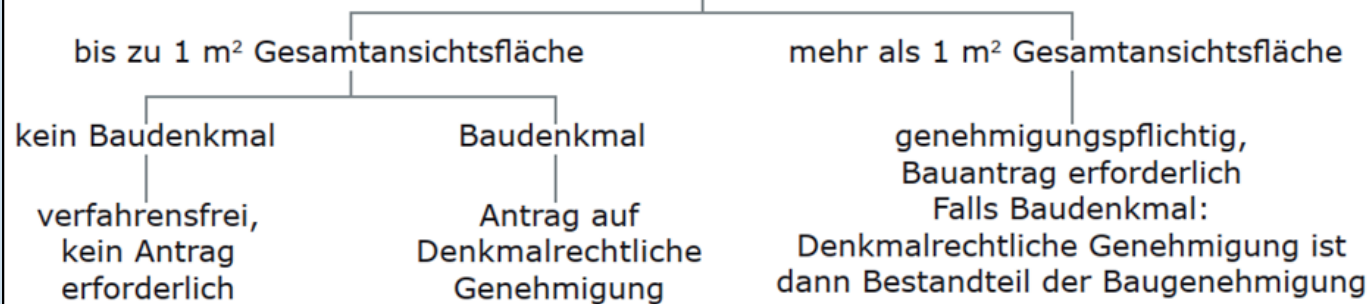 bis zu 1 m² Gesamtansichtsfläche
mehr als 1 m² Gesamtansichtsfläche
kein Baudenkmal
Baudenkmal
verfahrensfrei,
kein Antrag
erforderlich
Antrag auf
Denkmalrechtliche
Genehmigung
genehmigungspflichtig,
Bauantrag erforderlich
Falls Baudenkmal:
Denkmalrechtliche Genehmigung ist
dann Bestandteil der Baugenehmigung